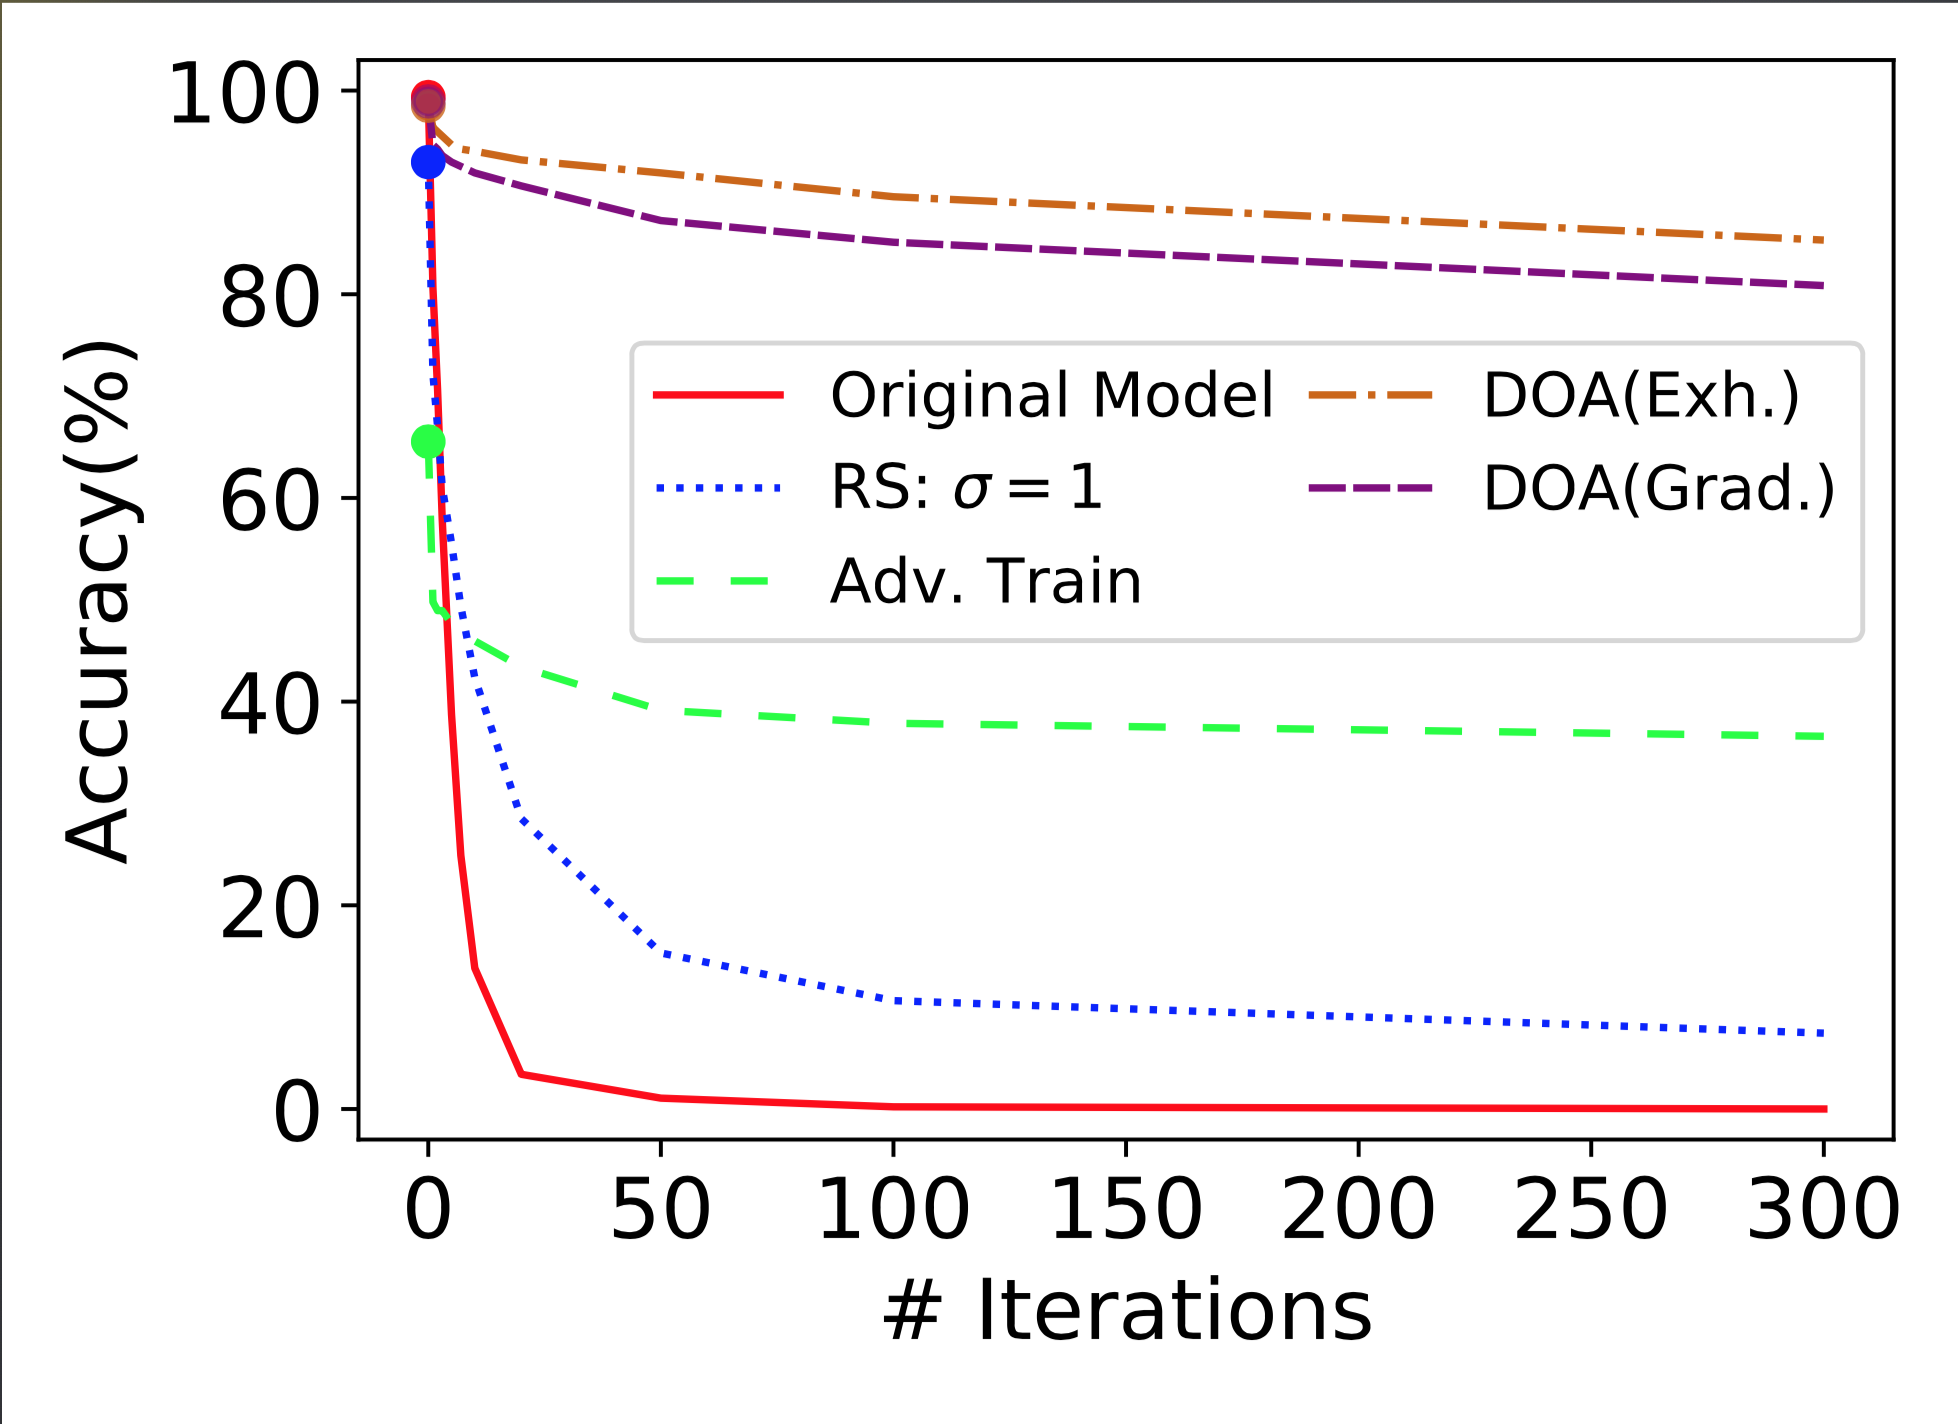 100
80
60
40
20
0
Accuracy(%)
Original Model
RS: σ = 1
Adv. Train
DOA(Exh.)
DOA(Grad.)
0 50 100 150 200 250 300
# Iterations